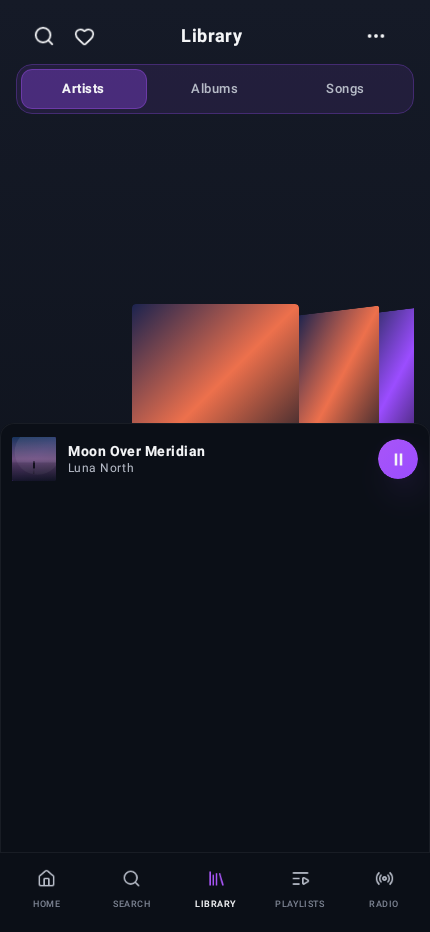 Library
Artists Albums Songs
Moon Over Meridian
Luna North
HOME SEARCH LIBRARY PLAYLISTS RADIO